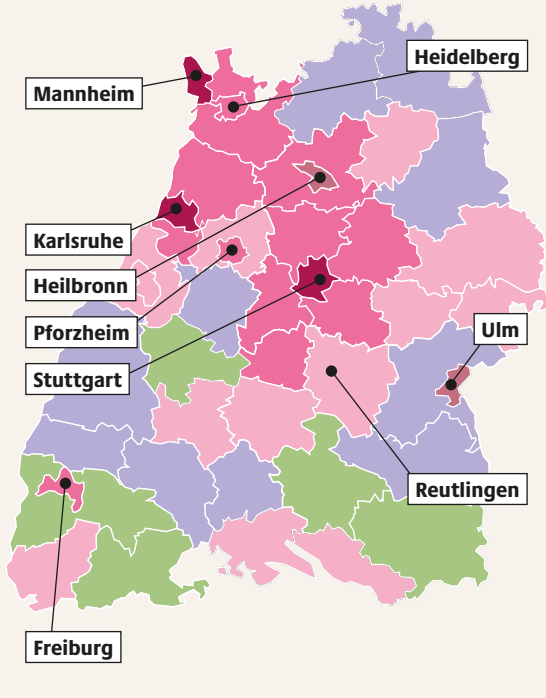 Heidelberg
Mannheim
Karlsruhe
Heilbronn
Pforzheim
Ulm
Stuttgart
Reutlingen
Freiburg